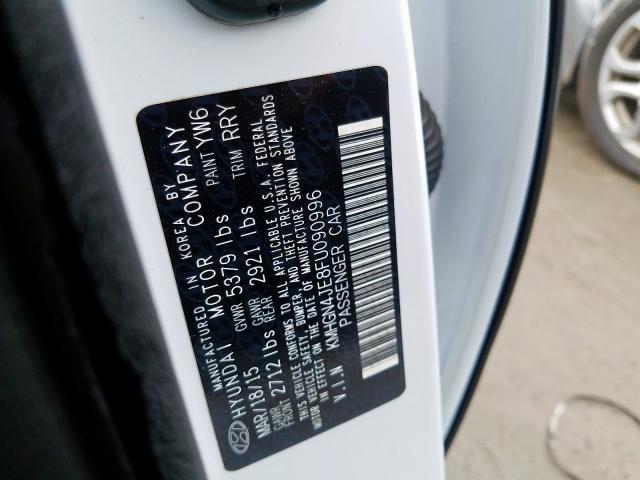 MANUFACTURED IN KOREA BY
HYUNDAI MOTOR COMPANY
MAR/18/15 GVWR 5379 lbs PAINT YW6
GAWR FRONT 2712 lbs GAWR REAR 2921 lbs TRIM RRY
THIS VEHICLE CONFORMS TO ALL APPLICABLE U.S.A. FEDERAL
MOTOR VEHICLE SAFETY, BUMPER, AND THEFT PREVENTION STANDARDS
IN EFFECT ON THE DATE OF MANUFACTURE SHOWN ABOVE
V.I.N KMHGN4JE8FU090996
PASSENGER CAR